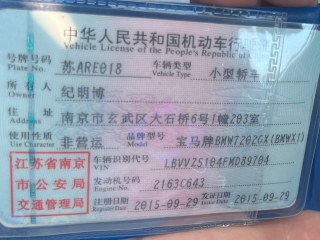 中华人民共和国机动车行
Vehicle License of the People's Republic of
号牌号码 苏ARE018 车辆类型 小型轿车
Plate No. Vehicle Type
所有人 纪明博
Owner
住址 南京市玄武区大石桥6号1幢203室
Address
使用性质 非营运 品牌型号 宝马牌BMW7202GX(BMWX1)
江苏省南京
市公安局
交通管理局
车辆识别代号 LBVVZ5104FMD89704
VIN
发动机号码 2163C643
Engine No.
注册日期 2015-09-29 发证日期 2015-09-29
Register Date Issue Date